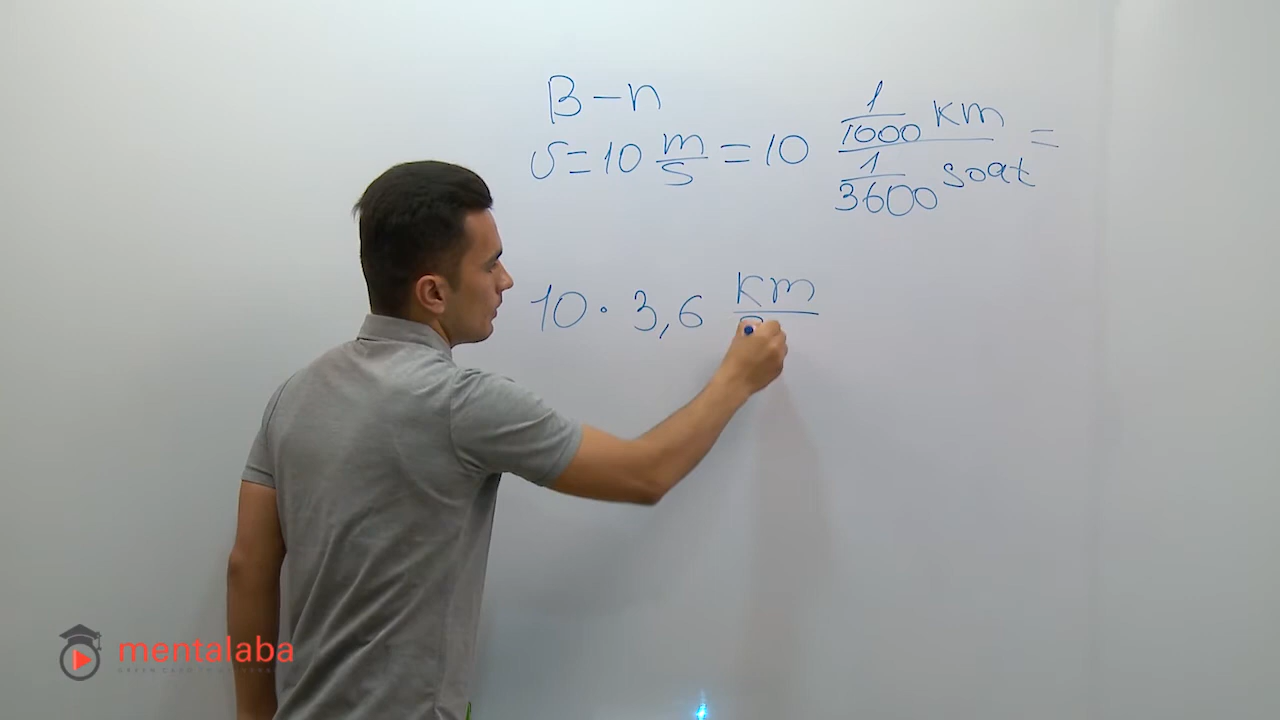 B-n
v = 10 m/s = 10 (1/1000 km)/(1/3600 soat) =
10 · 3,6 km
mentalaba